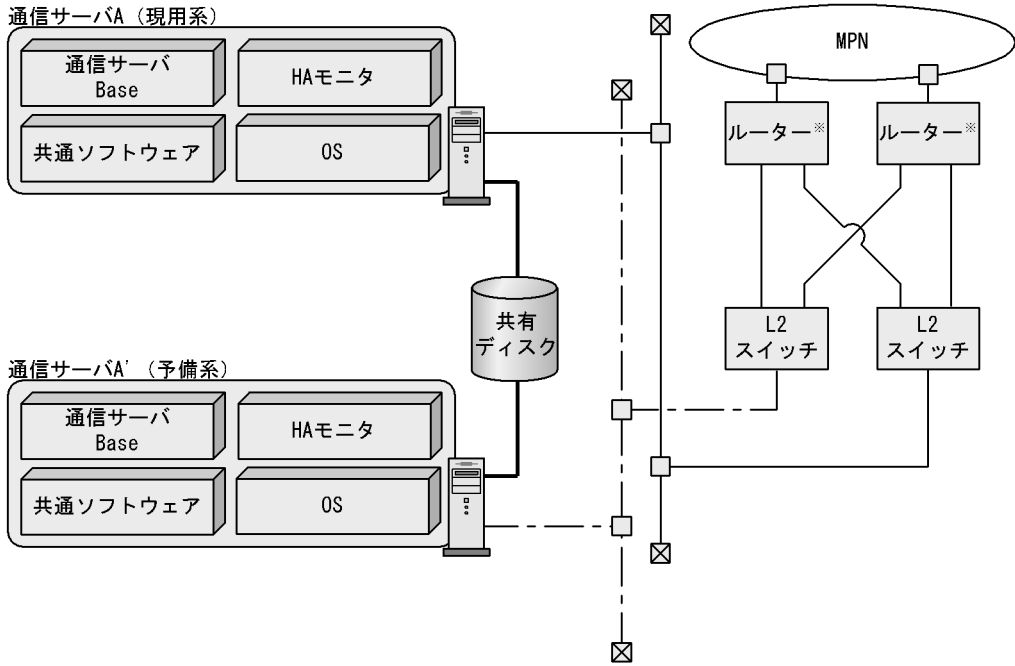 通信サーバA（現用系）
通信サーバ
Base
HAモニタ
共通ソフトウェア
OS
MPN
ルーター※
ルーター※
共有
ディスク
L2
スイッチ
L2
スイッチ
通信サーバA'（予備系）
通信サーバ
Base
HAモニタ
共通ソフトウェア
OS